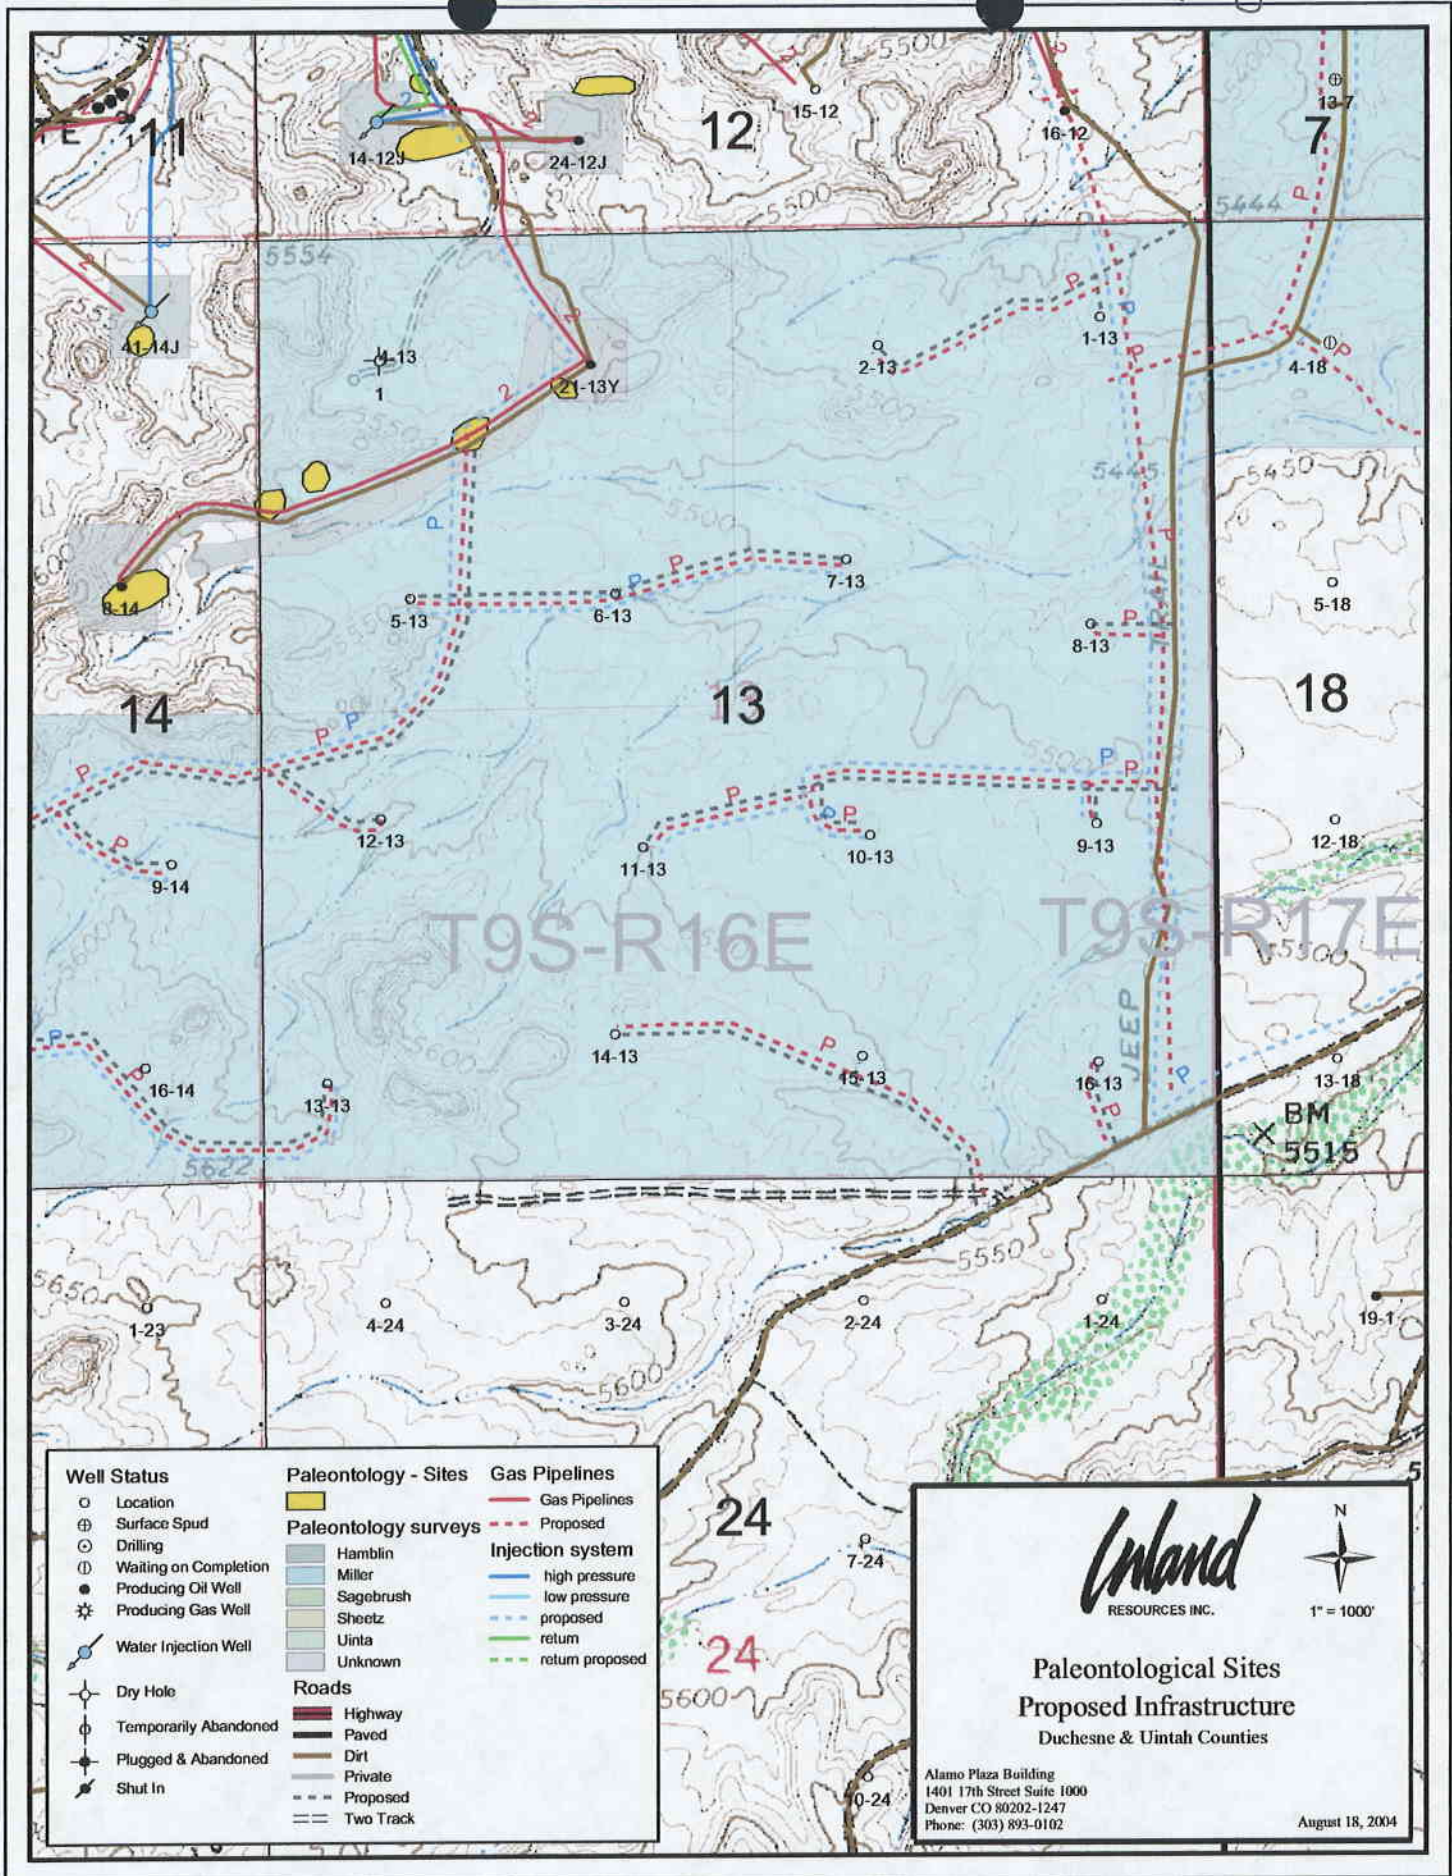 5500
12
15-12
16-12
13-7
7
11
14-12J
24-12J
5500
5444
5554
P
P
1-13
P
41-14J
4-13
1
21-13Y
2
2-13
P
P
4-18
5445
5450
P
5500
P
P
7-13
5-13
6-13
8-14
8-13
P
5-18
14
13
18
P
P
P
5500
P
P
P
P
P
12-13
11-13
10-13
9-13
12-18
P
9-14
T9S-R16E
T9S-R17E
5600
5500
JEEP
P
14-13
P
15-13
16-13
P
P
13-18
16-14
P
13-13
BM
5515
5622
5550
5650
1-23
4-24
3-24
2-24
1-24
19-1
5600
24
7-24
24
5600
10-24
5
Well Status
Location
Surface Spud
Drilling
Waiting on Completion
Producing Oil Well
Producing Gas Well
Water Injection Well
Dry Hole
Temporarily Abandoned
Plugged & Abandoned
Shut In
Paleontology - Sites
Paleontology surveys
Hamblin
Miller
Sagebrush
Sheetz
Uinta
Unknown
Roads
Highway
Paved
Dirt
Private
Proposed
Two Track
Gas Pipelines
Gas Pipelines
Proposed
Injection system
high pressure
low pressure
proposed
return
return proposed
Inland
RESOURCES INC.
N
1" = 1000'
Paleontological Sites
Proposed Infrastructure
Duchesne & Uintah Counties
Alamo Plaza Building
1401 17th Street Suite 1000
Denver CO 80202-1247
Phone: (303) 893-0102
August 18, 2004